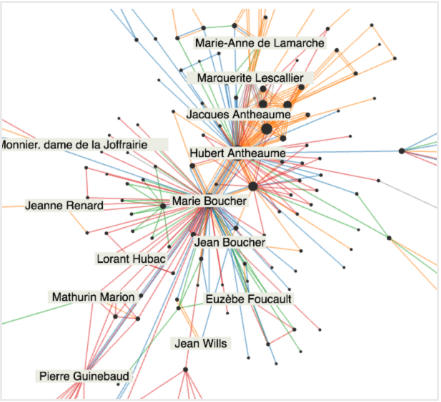 Marie-Anne de Lamarche
Marguerite Lescallier
Jacques Antheaume
Monnier, dame de la Joffrairie
Hubert Antheaume
Jeanne Renard
Marie Boucher
Jean Boucher
Lorant Hubac
Mathurin Marion
Euzèbe Foucault
Jean Wills
Pierre Guinebaud